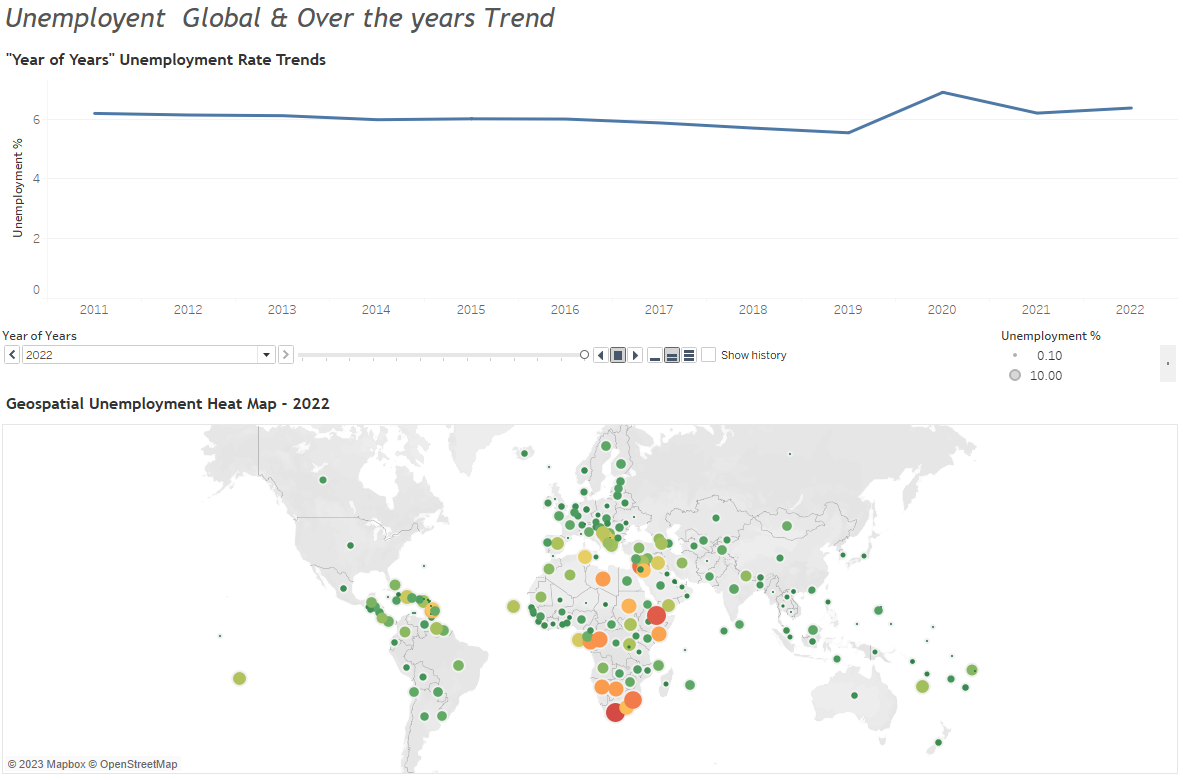 Unemployent Global & Over the years Trend
"Year of Years" Unemployment Rate Trends
Unemployment %
6
4
2
0
2011 2012 2013 2014 2015 2016 2017 2018 2019 2020 2021 2022
Year of Years
2022
Show history
Unemployment %
0.10
10.00
Geospatial Unemployment Heat Map - 2022
© 2023 Mapbox © OpenStreetMap